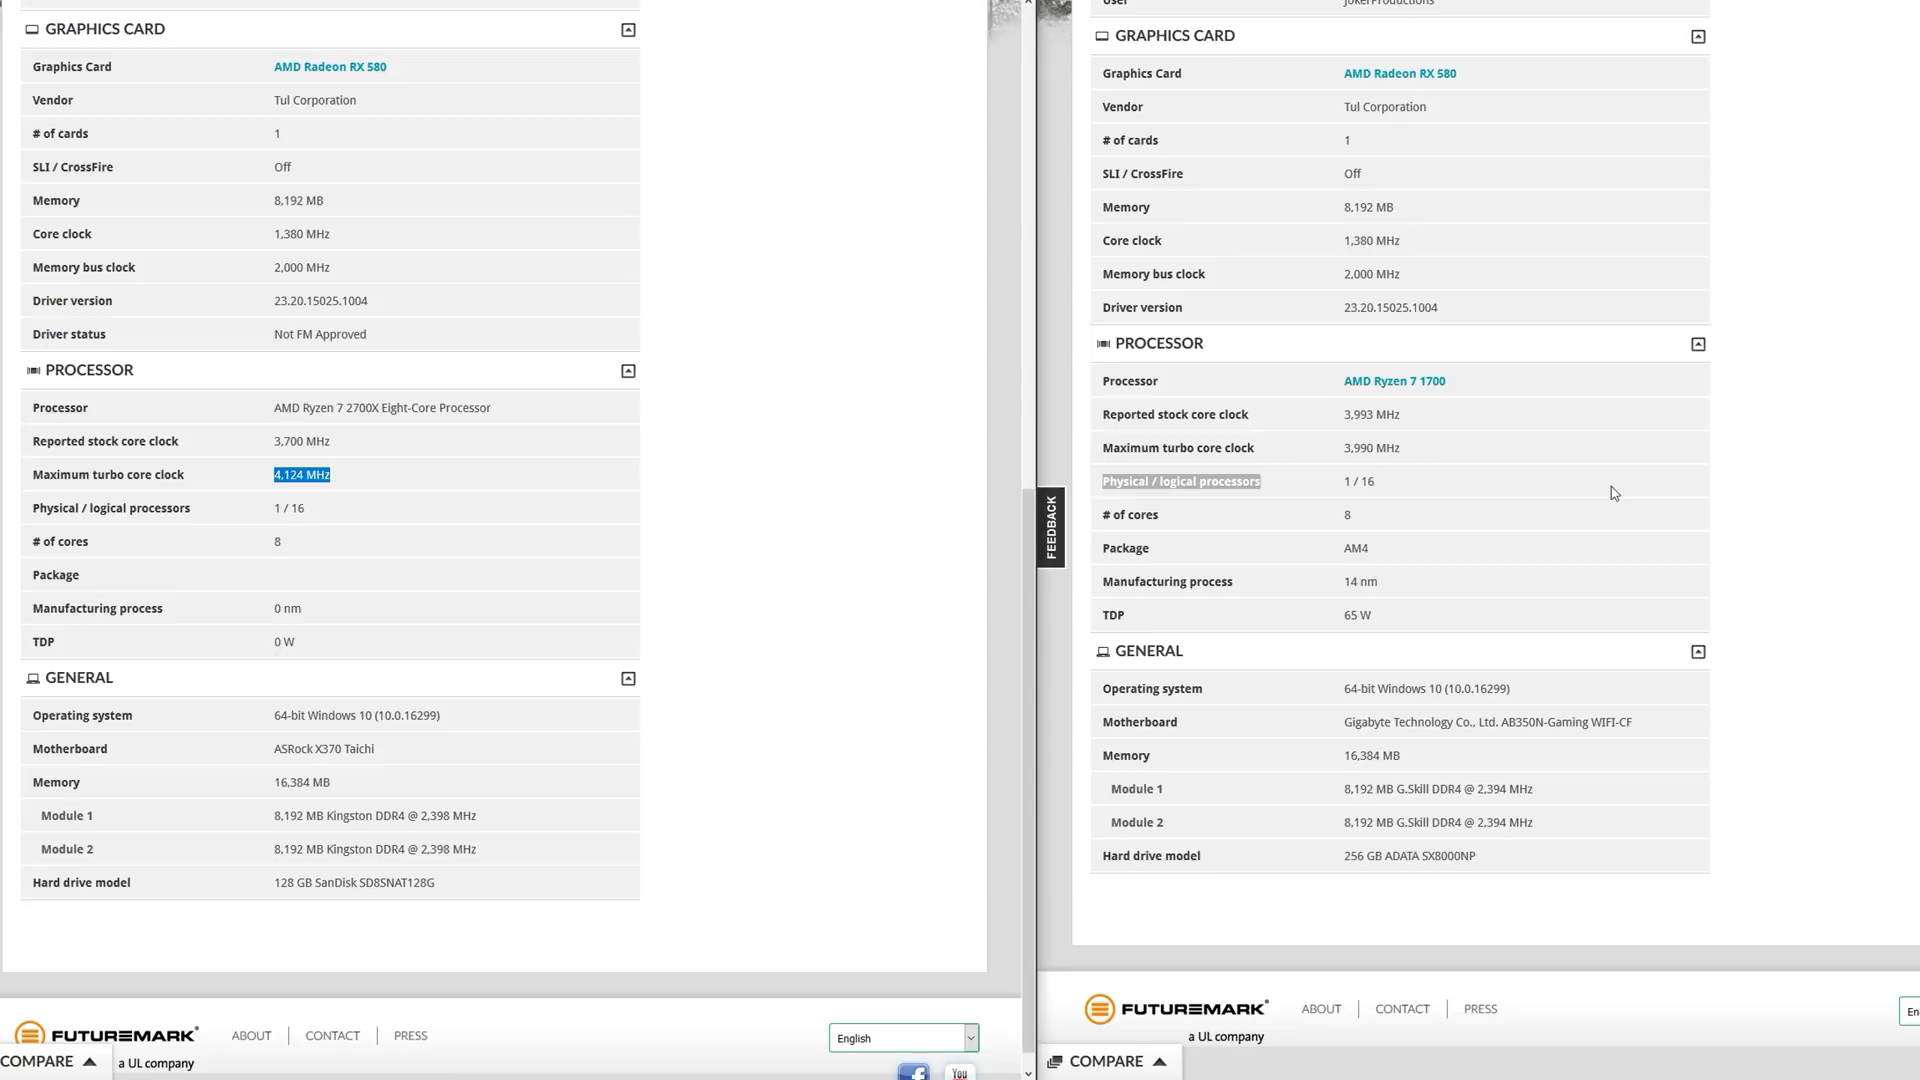 GRAPHICS CARD
Graphics Card AMD Radeon RX 580
Vendor Tul Corporation
# of cards 1
SLI / CrossFire Off
Memory 8,192 MB
Core clock 1,380 MHz
Memory bus clock 2,000 MHz
Driver version 23.20.15025.1004
Driver status Not FM Approved
PROCESSOR
Processor AMD Ryzen 7 2700X Eight-Core Processor
Reported stock core clock 3,700 MHz
Maximum turbo core clock 4,124 MHz
Physical / logical processors 1 / 16
# of cores 8
Package
Manufacturing process 0 nm
TDP 0 W
GENERAL
Operating system 64-bit Windows 10 (10.0.16299)
Motherboard ASRock X370 Taichi
Memory 16,384 MB
Module 1 8,192 MB Kingston DDR4 @ 2,398 MHz
Module 2 8,192 MB Kingston DDR4 @ 2,398 MHz
Hard drive model 128 GB SanDisk SD8SNAT128G
FUTUREMARK® ABOUT CONTACT PRESS English
a UL company
COMPARE
You
FEEDBACK
User JokerProductions
GRAPHICS CARD
Graphics Card AMD Radeon RX 580
Vendor Tul Corporation
# of cards 1
SLI / CrossFire Off
Memory 8,192 MB
Core clock 1,380 MHz
Memory bus clock 2,000 MHz
Driver version 23.20.15025.1004
PROCESSOR
Processor AMD Ryzen 7 1700
Reported stock core clock 3,993 MHz
Maximum turbo core clock 3,990 MHz
Physical / logical processors 1 / 16
# of cores 8
Package AM4
Manufacturing process 14 nm
TDP 65 W
GENERAL
Operating system 64-bit Windows 10 (10.0.16299)
Motherboard Gigabyte Technology Co., Ltd. AB350N-Gaming WIFI-CF
Memory 16,384 MB
Module 1 8,192 MB G.Skill DDR4 @ 2,394 MHz
Module 2 8,192 MB G.Skill DDR4 @ 2,394 MHz
Hard drive model 256 GB ADATA SX8000NP
FUTUREMARK® ABOUT CONTACT PRESS En
a UL company
COMPARE